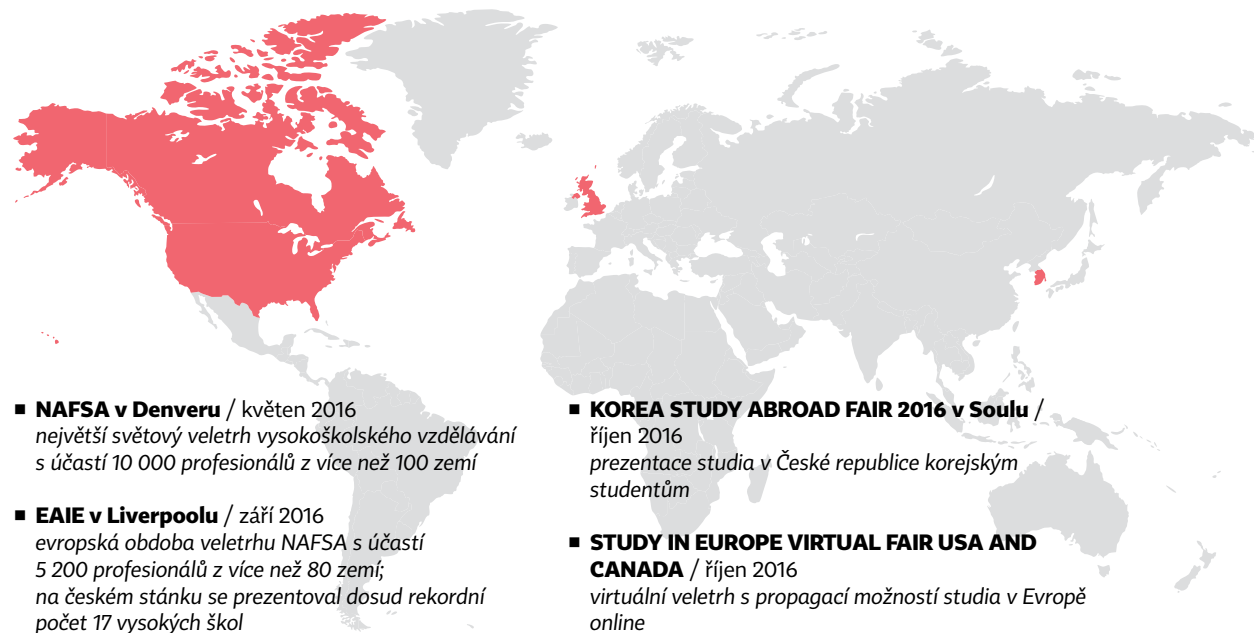 ■ NAFSA v Denveru / květen 2016
největší světový veletrh vysokoškolského vzdělávání
s účastí 10 000 profesionálů z více než 100 zemí
■ EAIE v Liverpoolu / září 2016
evropská obdoba veletrhu NAFSA s účastí
5 200 profesionálů z více než 80 zemí;
na českém stánku se prezentoval dosud rekordní
počet 17 vysokých škol
■ KOREA STUDY ABROAD FAIR 2016 v Soulu /
říjen 2016
prezentace studia v České republice korejským
studentům
■ STUDY IN EUROPE VIRTUAL FAIR USA AND
CANADA / říjen 2016
virtuální veletrh s propagací možností studia v Evropě
online